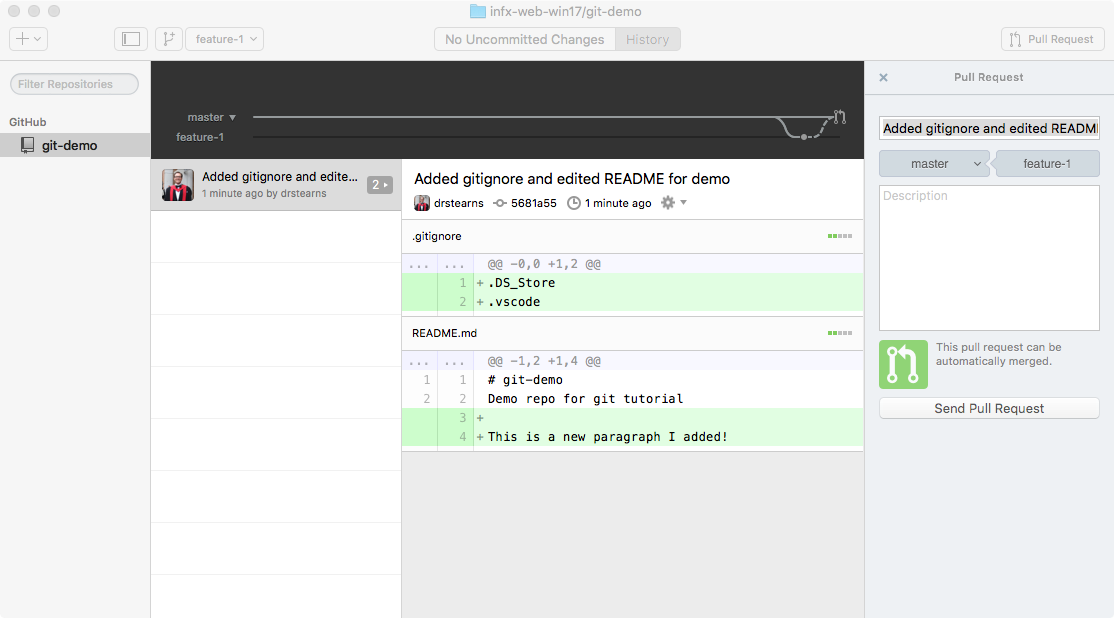 infx-web-win17/git-demo
feature-1
No Uncommitted Changes
History
Pull Request
Filter Repositories
GitHub
git-demo
master
feature-1
Added gitignore and edite...
1 minute ago by drstearns
2
Added gitignore and edited README for demo
drstearns 5681a55 1 minute ago
.gitignore
... ... @@ -0,0 +1,2 @@
1 +.DS_Store
2 +.vscode
README.md
... ... @@ -1,2 +1,4 @@
1 1 # git-demo
2 2 Demo repo for git tutorial
3 +
4 +This is a new paragraph I added!
Pull Request
Added gitignore and edited READM
master feature-1
Description
This pull request can be
automatically merged.
Send Pull Request